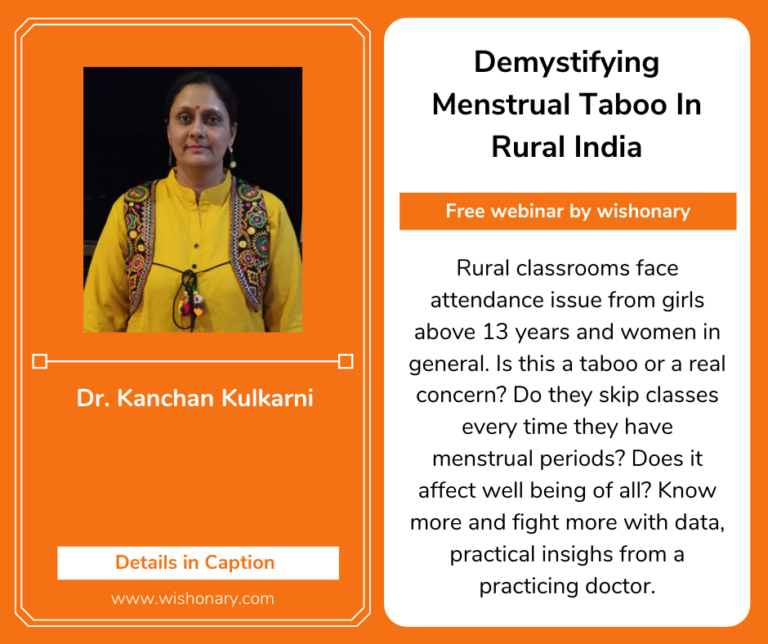 Dr. Kanchan Kulkarni
Details in Caption
www.wishonary.com
Demystifying
Menstrual Taboo In
Rural India
Free webinar by wishonary
Rural classrooms face
attendance issue from girls
above 13 years and women in
general. Is this a taboo or a real
concern? Do they skip classes
every time they have
menstrual periods? Does it
affect well being of all? Know
more and fight more with data,
practical insighs from a
practicing doctor.